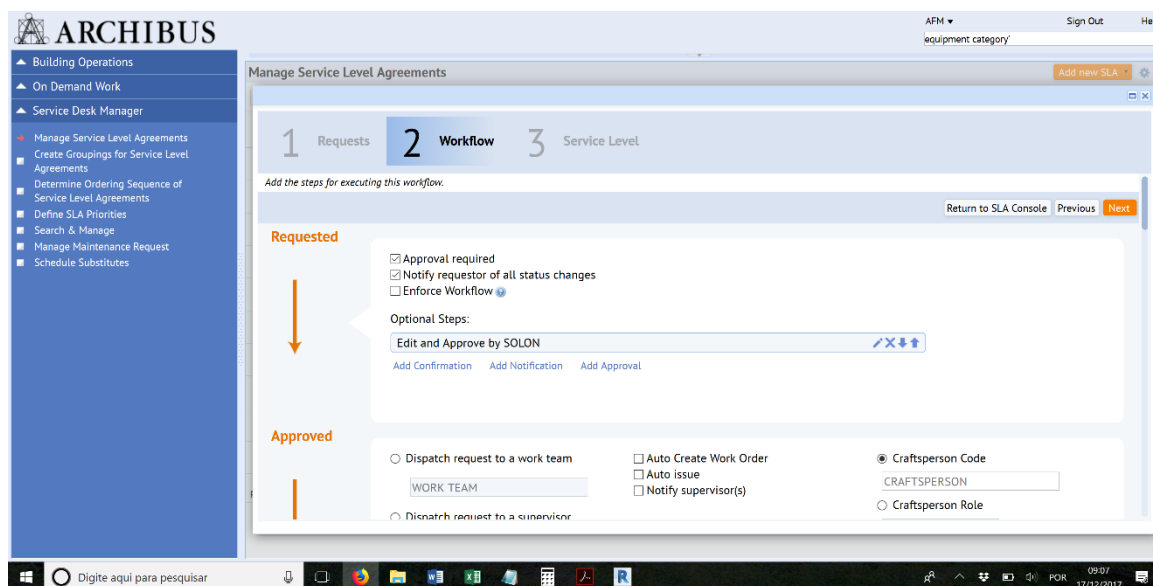 ARCHIBUS
AFM
Sign Out
He
equipment category'
Building Operations
On Demand Work
Service Desk Manager
Manage Service Level Agreements
Create Groupings for Service Level
Agreements
Determine Ordering Sequence of
Service Level Agreements
Define SLA Priorities
Search & Manage
Manage Maintenance Request
Schedule Substitutes
Manage Service Level Agreements
Add new SLA
1 Requests
2 Workflow
3 Service Level
Add the steps for executing this workflow.
Return to SLA Console
Previous
Next
Requested
Approval required
Notify requestor of all status changes
Enforce Workflow
Optional Steps:
Edit and Approve by SOLON
Add Confirmation
Add Notification
Add Approval
Approved
Dispatch request to a work team
WORK TEAM
Dispatch request to a supervisor
Auto Create Work Order
Auto issue
Notify supervisor(s)
Craftsperson Code
CRAFTSPERSON
Craftsperson Role
Digite aqui para pesquisar
POR
09:07
17/12/2017